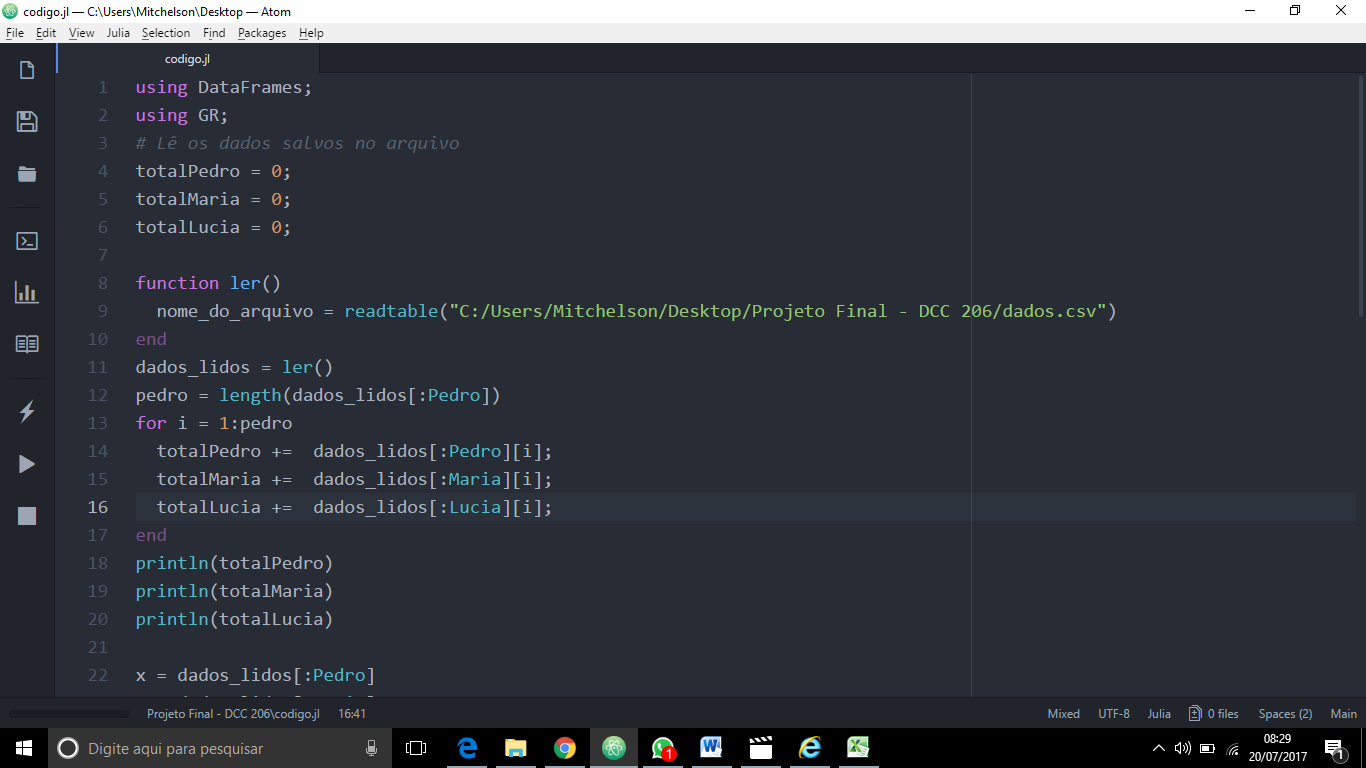 codigo.jl — C:\Users\Mitchelson\Desktop — Atom
File Edit View Julia Selection Find Packages Help
codigo.jl
1 using DataFrames;
2 using GR;
3 # Lê os dados salvos no arquivo
4 totalPedro = 0;
5 totalMaria = 0;
6 totalLucia = 0;
7
8 function ler()
9 nome_do_arquivo = readtable("C:/Users/Mitchelson/Desktop/Projeto Final - DCC 206/dados.csv")
10 end
11 dados_lidos = ler()
12 pedro = length(dados_lidos[:Pedro])
13 for i = 1:pedro
14 totalPedro += dados_lidos[:Pedro][i];
15 totalMaria += dados_lidos[:Maria][i];
16 totalLucia += dados_lidos[:Lucia][i];
17 end
18 println(totalPedro)
19 println(totalMaria)
20 println(totalLucia)
21
22 x = dados_lidos[:Pedro]
Projeto Final - DCC 206\codigo.jl 16:41 Mixed UTF-8 Julia 0 files Spaces (2) Main
Digite aqui para pesquisar
1
08:29
20/07/2017
1